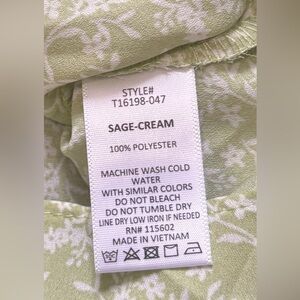 STYLE#
T16198-047
SAGE-CREAM
100% POLYESTER
MACHINE WASH COLD
WATER
WITH SIMILAR COLORS
DO NOT BLEACH
DO NOT TUMBLE DRY
LINE DRY LOW IRON IF NEEDED
RN# 115602
MADE IN VIETNAM